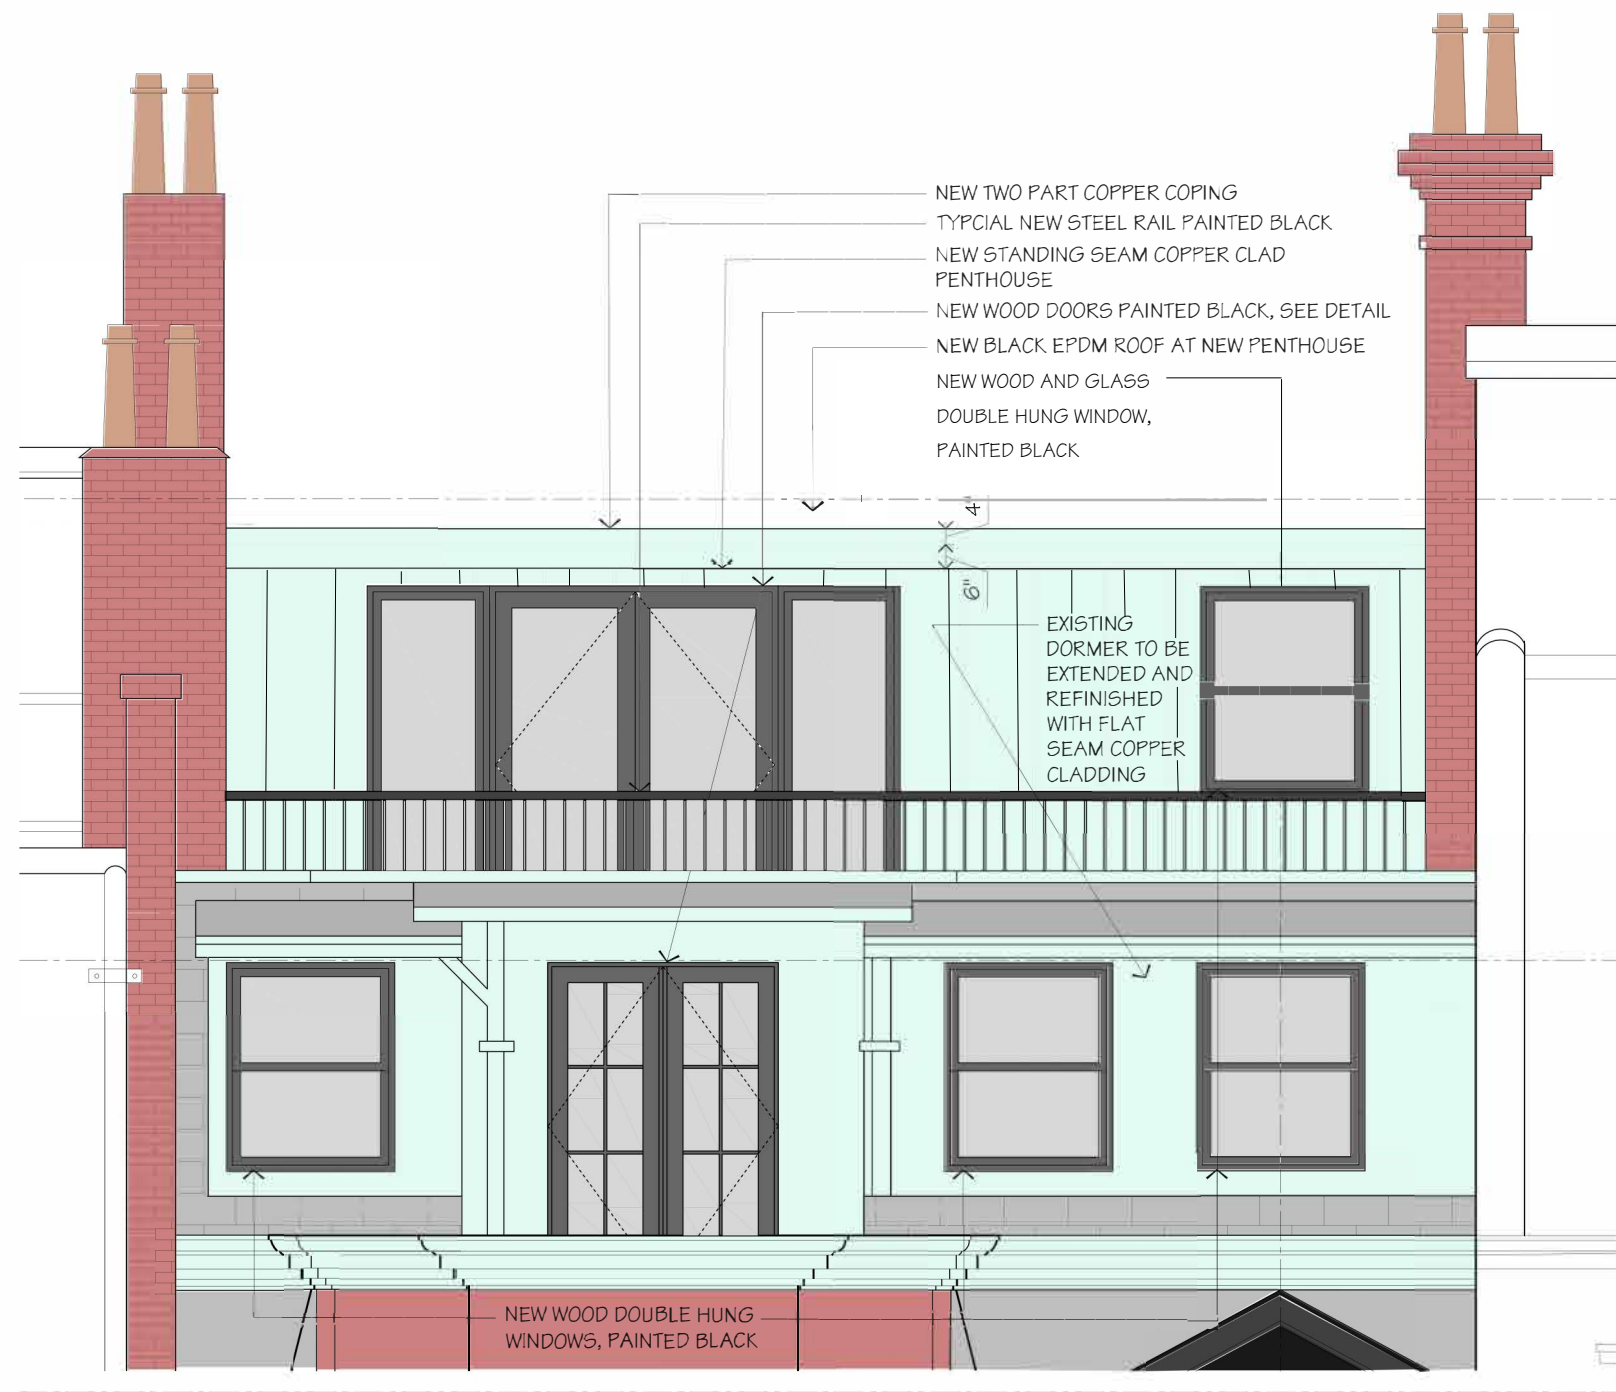 NEW TWO PART COPPER COPING
TYPCIAL NEW STEEL RAIL PAINTED BLACK
NEW STANDING SEAM COPPER CLAD
PENTHOUSE
NEW WOOD DOORS PAINTED BLACK, SEE DETAIL
NEW BLACK EPDM ROOF AT NEW PENTHOUSE
NEW WOOD AND GLASS
DOUBLE HUNG WINDOW,
PAINTED BLACK
4"
6"
EXISTING
DORMER TO BE
EXTENDED AND
REFINISHED
WITH FLAT
SEAM COPPER
CLADDING
NEW WOOD DOUBLE HUNG
WINDOWS, PAINTED BLACK